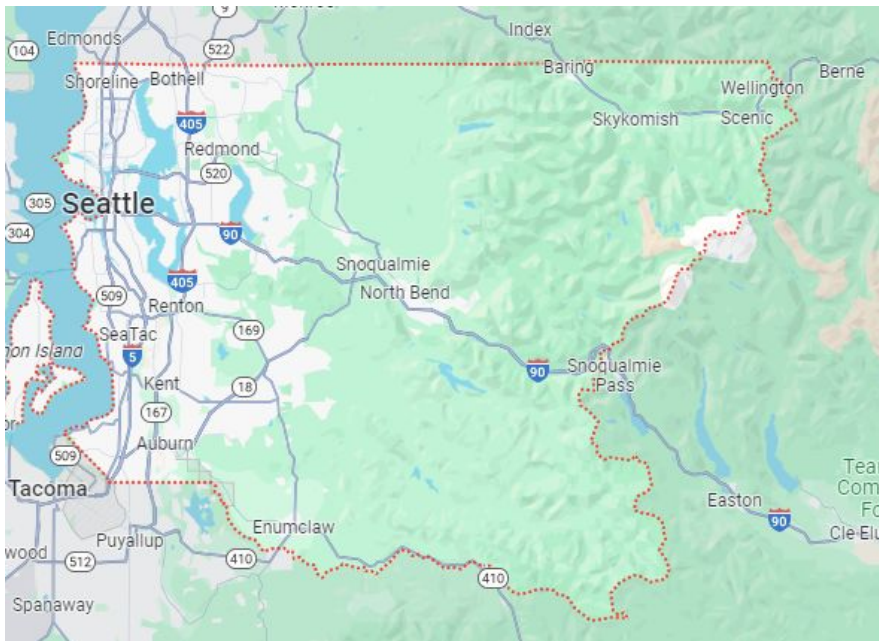 9
522
104
Edmonds
Index
Shoreline
Bothell
Baring
Berne
Wellington
405
Skykomish
Scenic
Redmond
520
305
Seattle
304
90
Snoqualmie
405
North Bend
509
Renton
SeaTac
169
5
Island
Snoqualmie
Pass
90
Kent
18
167
Auburn
509
Tacoma
Easton
90
Enumclaw
Puyallup
410
512
410
Spanaway